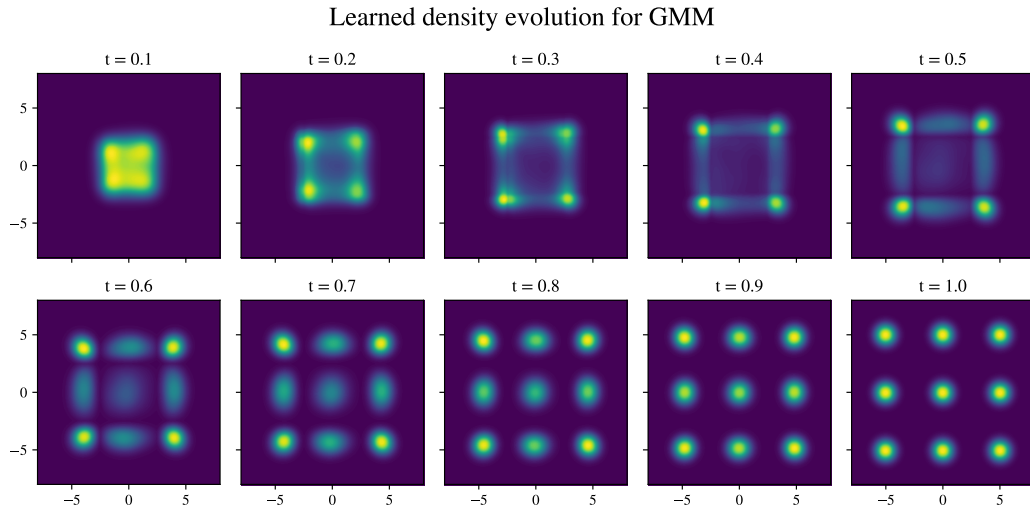 Learned density evolution for GMM
t = 0.1 t = 0.2 t = 0.3 t = 0.4 t = 0.5
5
0
−5
t = 0.6 t = 0.7 t = 0.8 t = 0.9 t = 1.0
5
0
−5
−5 0 5 −5 0 5 −5 0 5 −5 0 5 −5 0 5